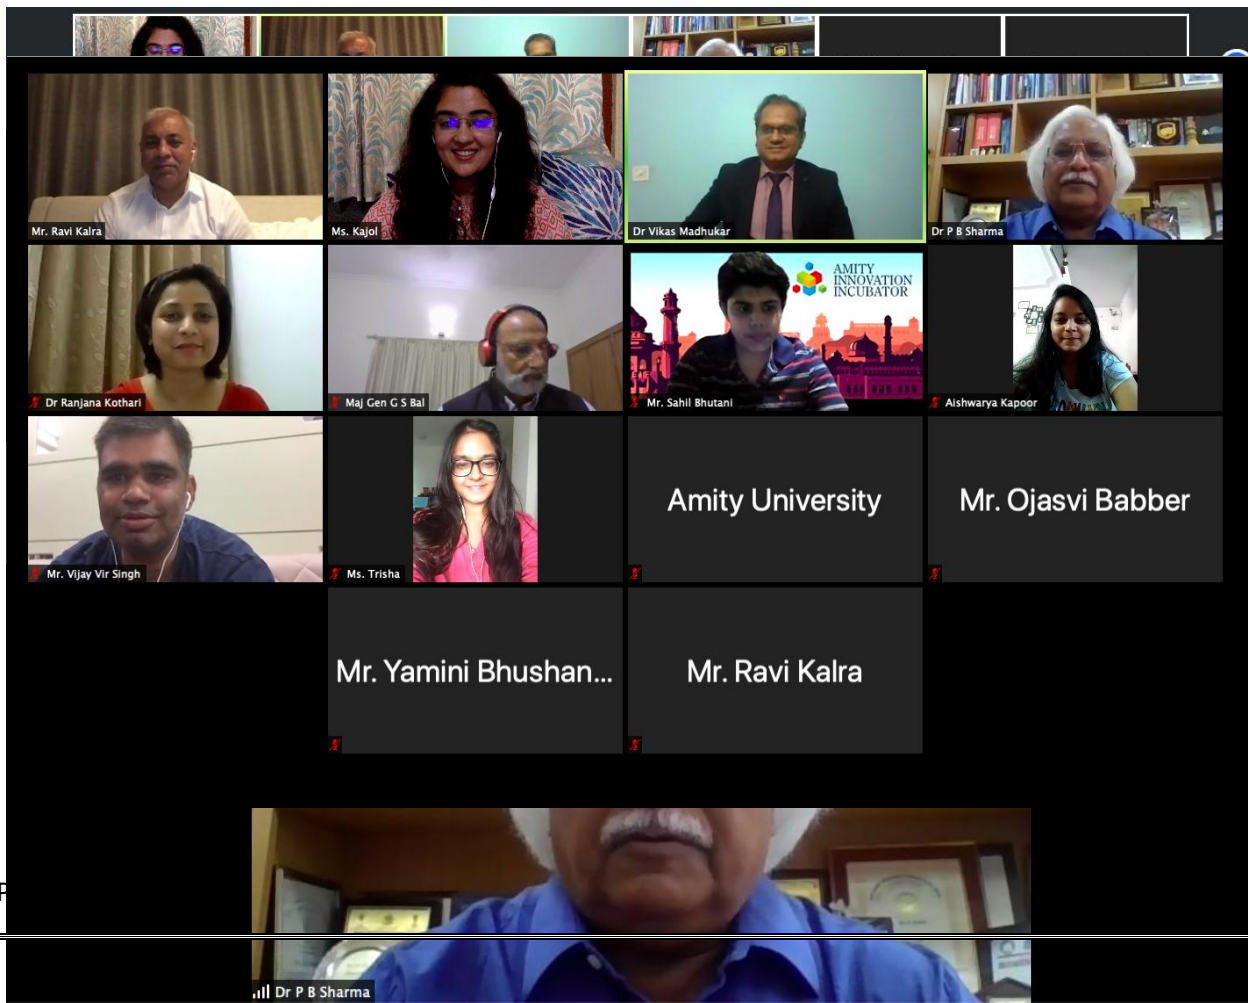 Mr. Ravi Kalra
Ms. Kajol
Dr Vikas Madhukar
Dr P B Sharma
Dr Ranjana Kothari
Maj Gen G S Bal
AMITY
INNOVATION
INCUBATOR
Mr. Sahil Bhutani
Aishwarya Kapoor
Mr. Vijay Vir Singh
Ms. Trisha
Amity University
Mr. Ojasvi Babber
Mr. Yamini Bhushan...
Mr. Ravi Kalra
P
Dr P B Sharma